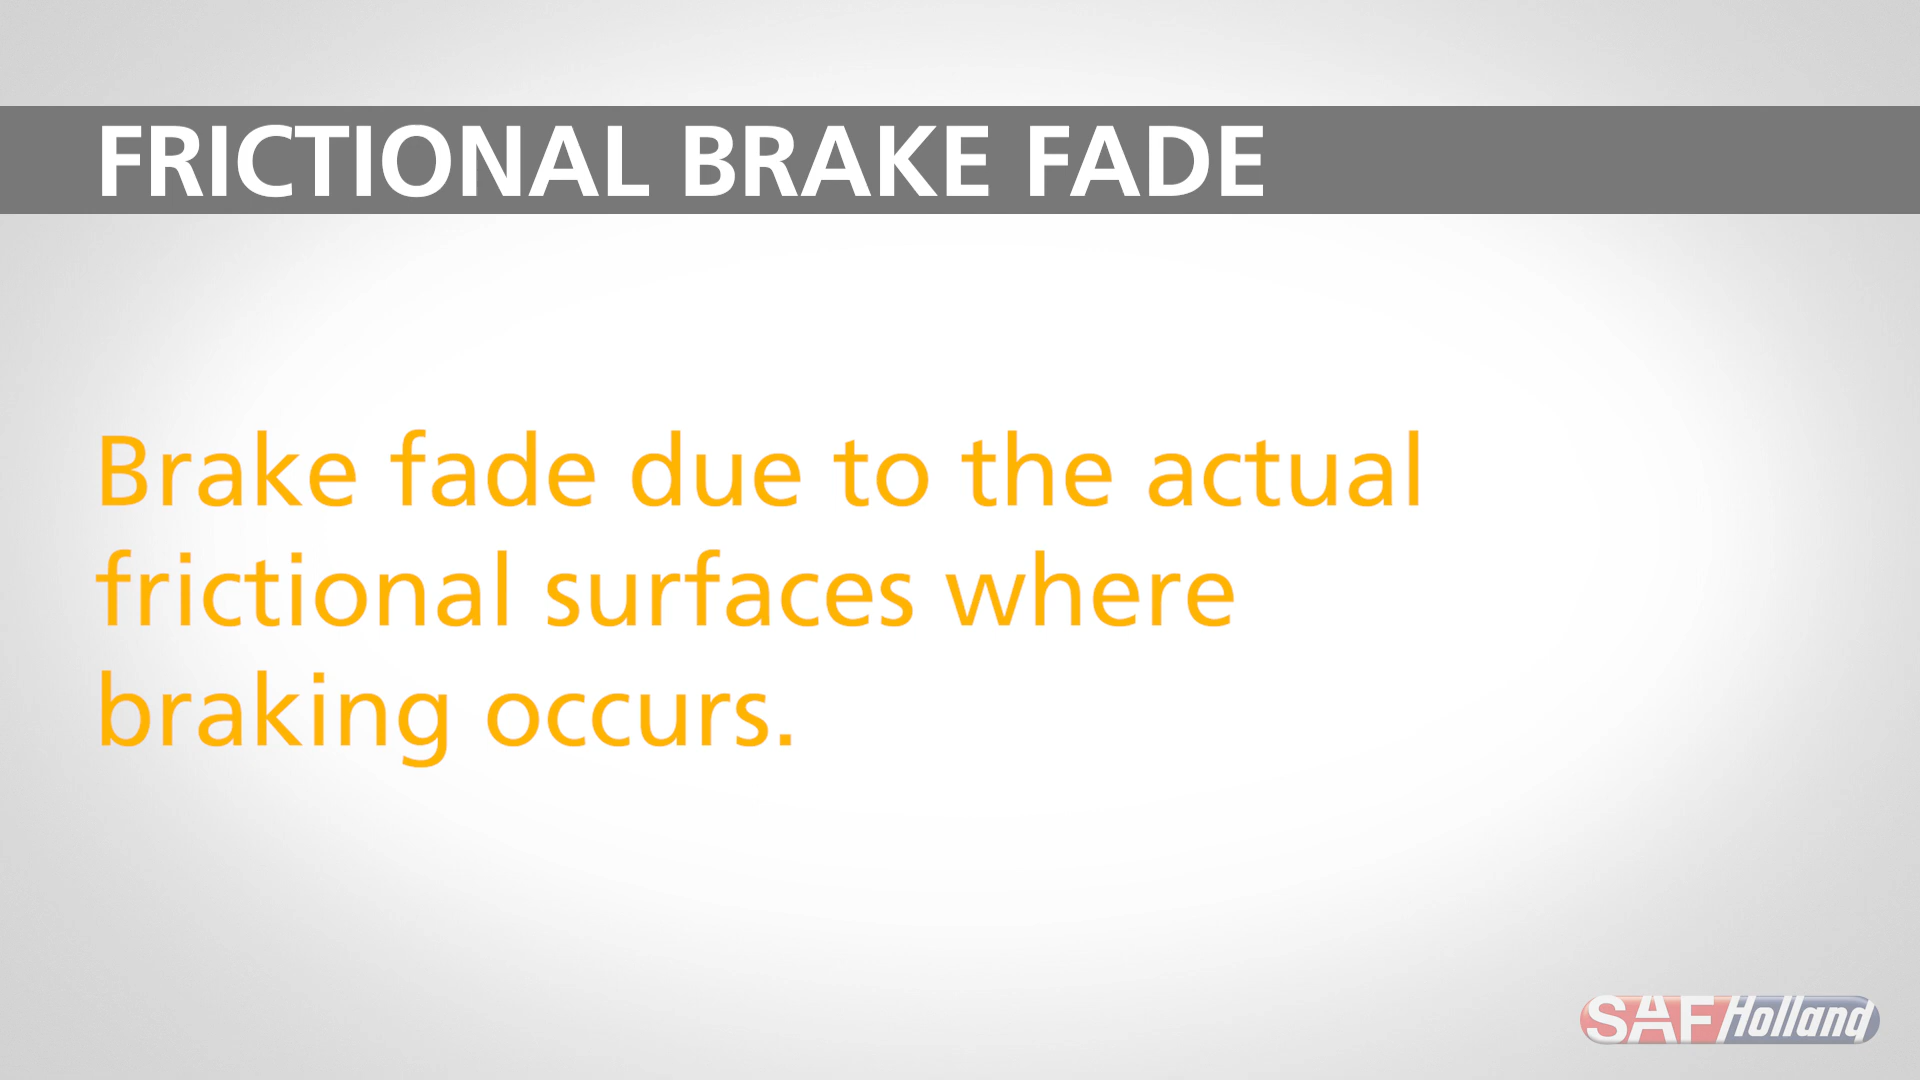 FRICTIONAL BRAKE FADE
Brake fade due to the actual
frictional surfaces where
braking occurs.
SAF Holland